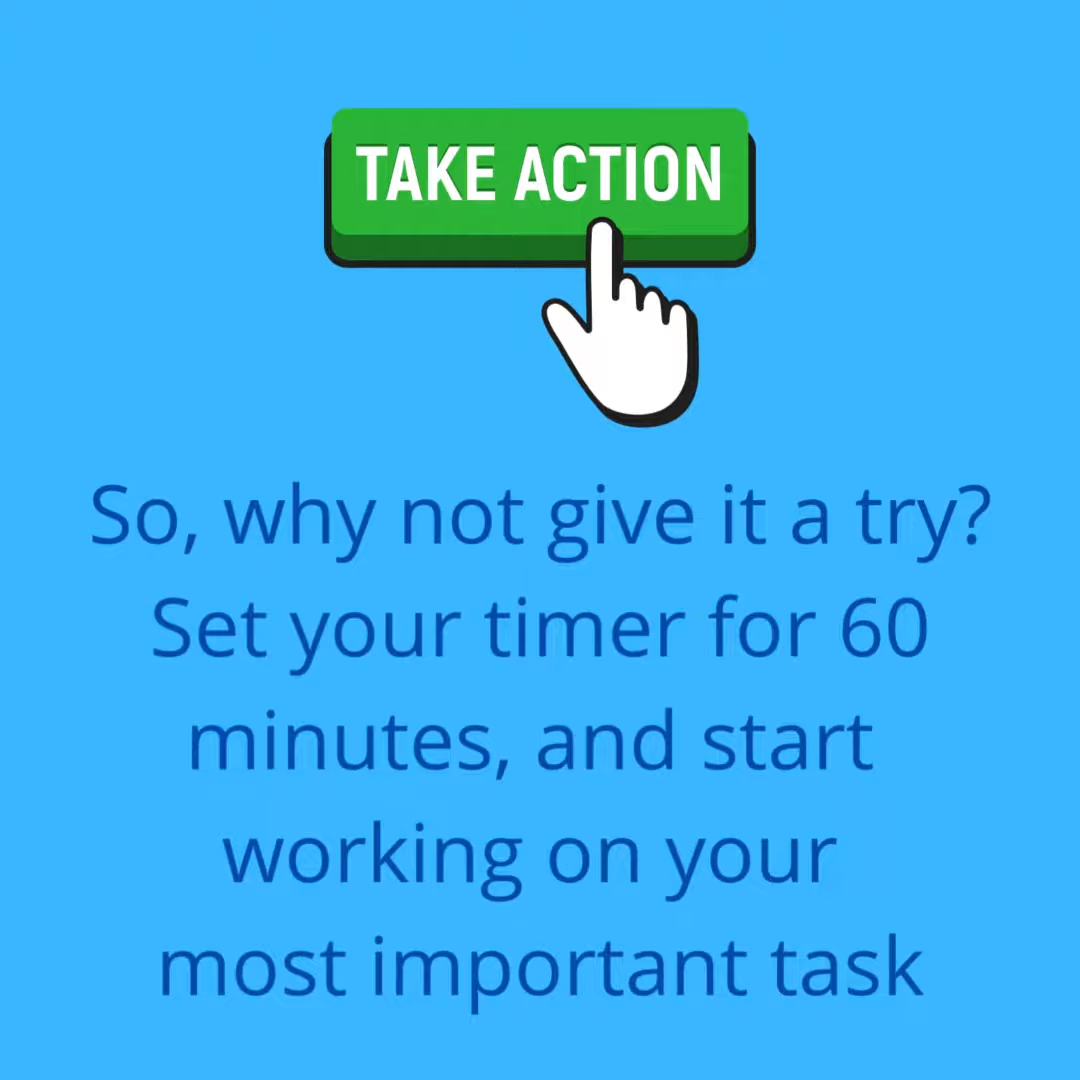 TAKE ACTION
So, why not give it a try?
Set your timer for 60
minutes, and start
working on your
most important task